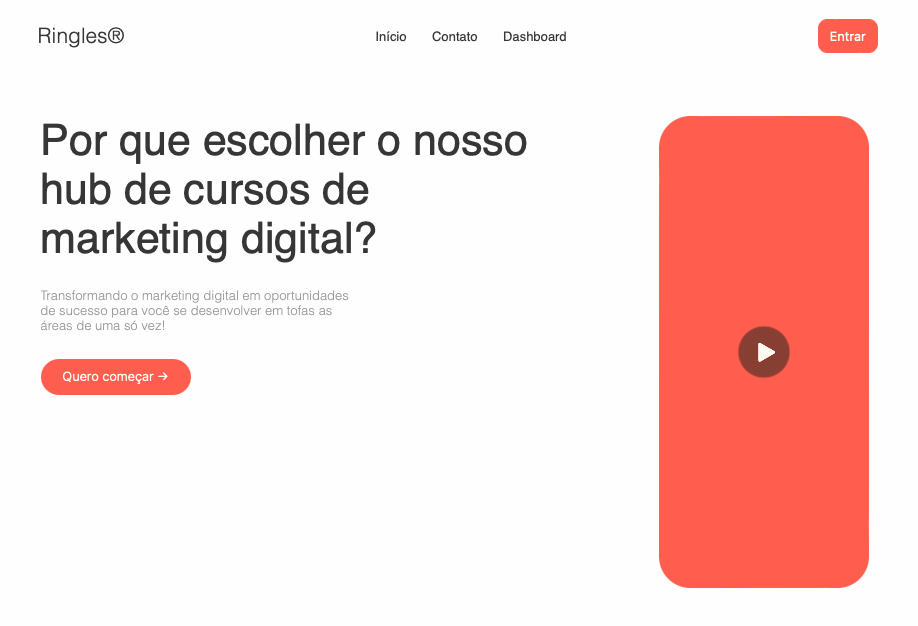 Ringles®
Início Contato Dashboard
Entrar
Por que escolher o nosso
hub de cursos de
marketing digital?
Transformando o marketing digital em oportunidades
de sucesso para você se desenvolver em tofas as
áreas de uma só vez!
Quero começar →